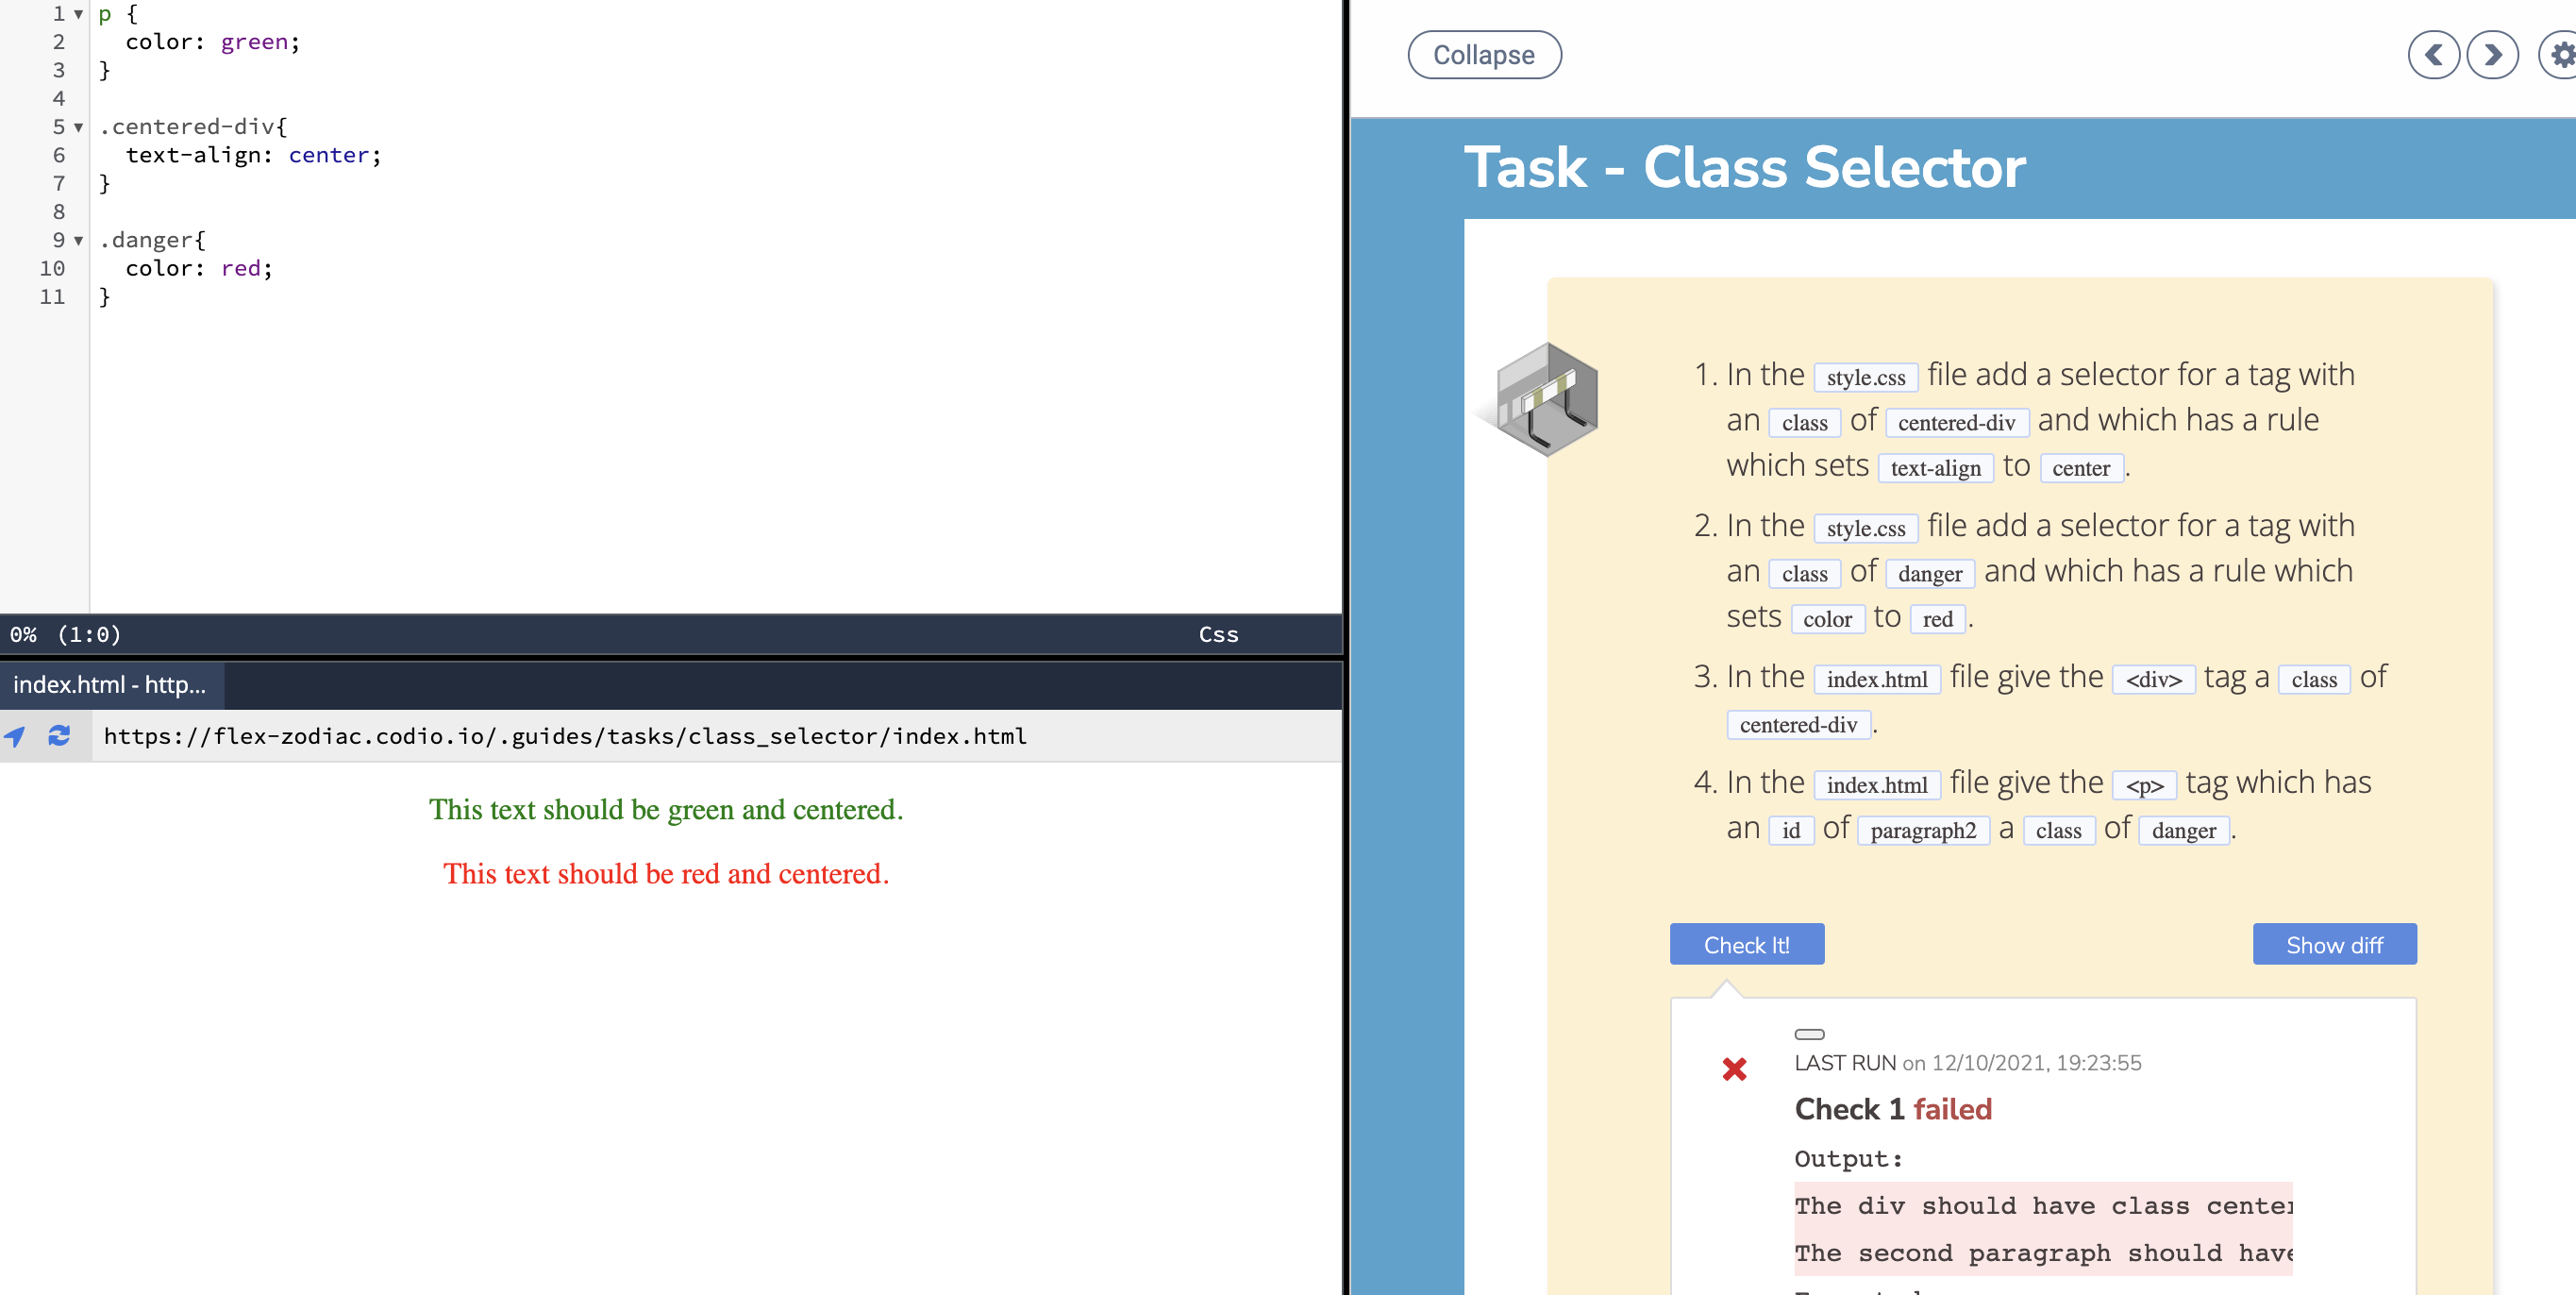 1 p {
2 color: green;
3 }
4
5 .centered-div{
6 text-align: center;
7 }
8
9 .danger{
10 color: red;
11 }
0% (1:0) Css
index.html - http...
https://flex-zodiac.codio.io/.guides/tasks/class_selector/index.html
This text should be green and centered.
This text should be red and centered.
Collapse
Task - Class Selector
1. In the style.css file add a selector for a tag with
an class of centered-div and which has a rule
which sets text-align to center.
2. In the style.css file add a selector for a tag with
an class of danger and which has a rule which
sets color to red.
3. In the index.html file give the <div> tag a class of
centered-div.
4. In the index.html file give the <p> tag which has
an id of paragraph2 a class of danger.
Check It! Show diff
LAST RUN on 12/10/2021, 19:23:55
Check 1 failed
Output:
The div should have class center
The second paragraph should have